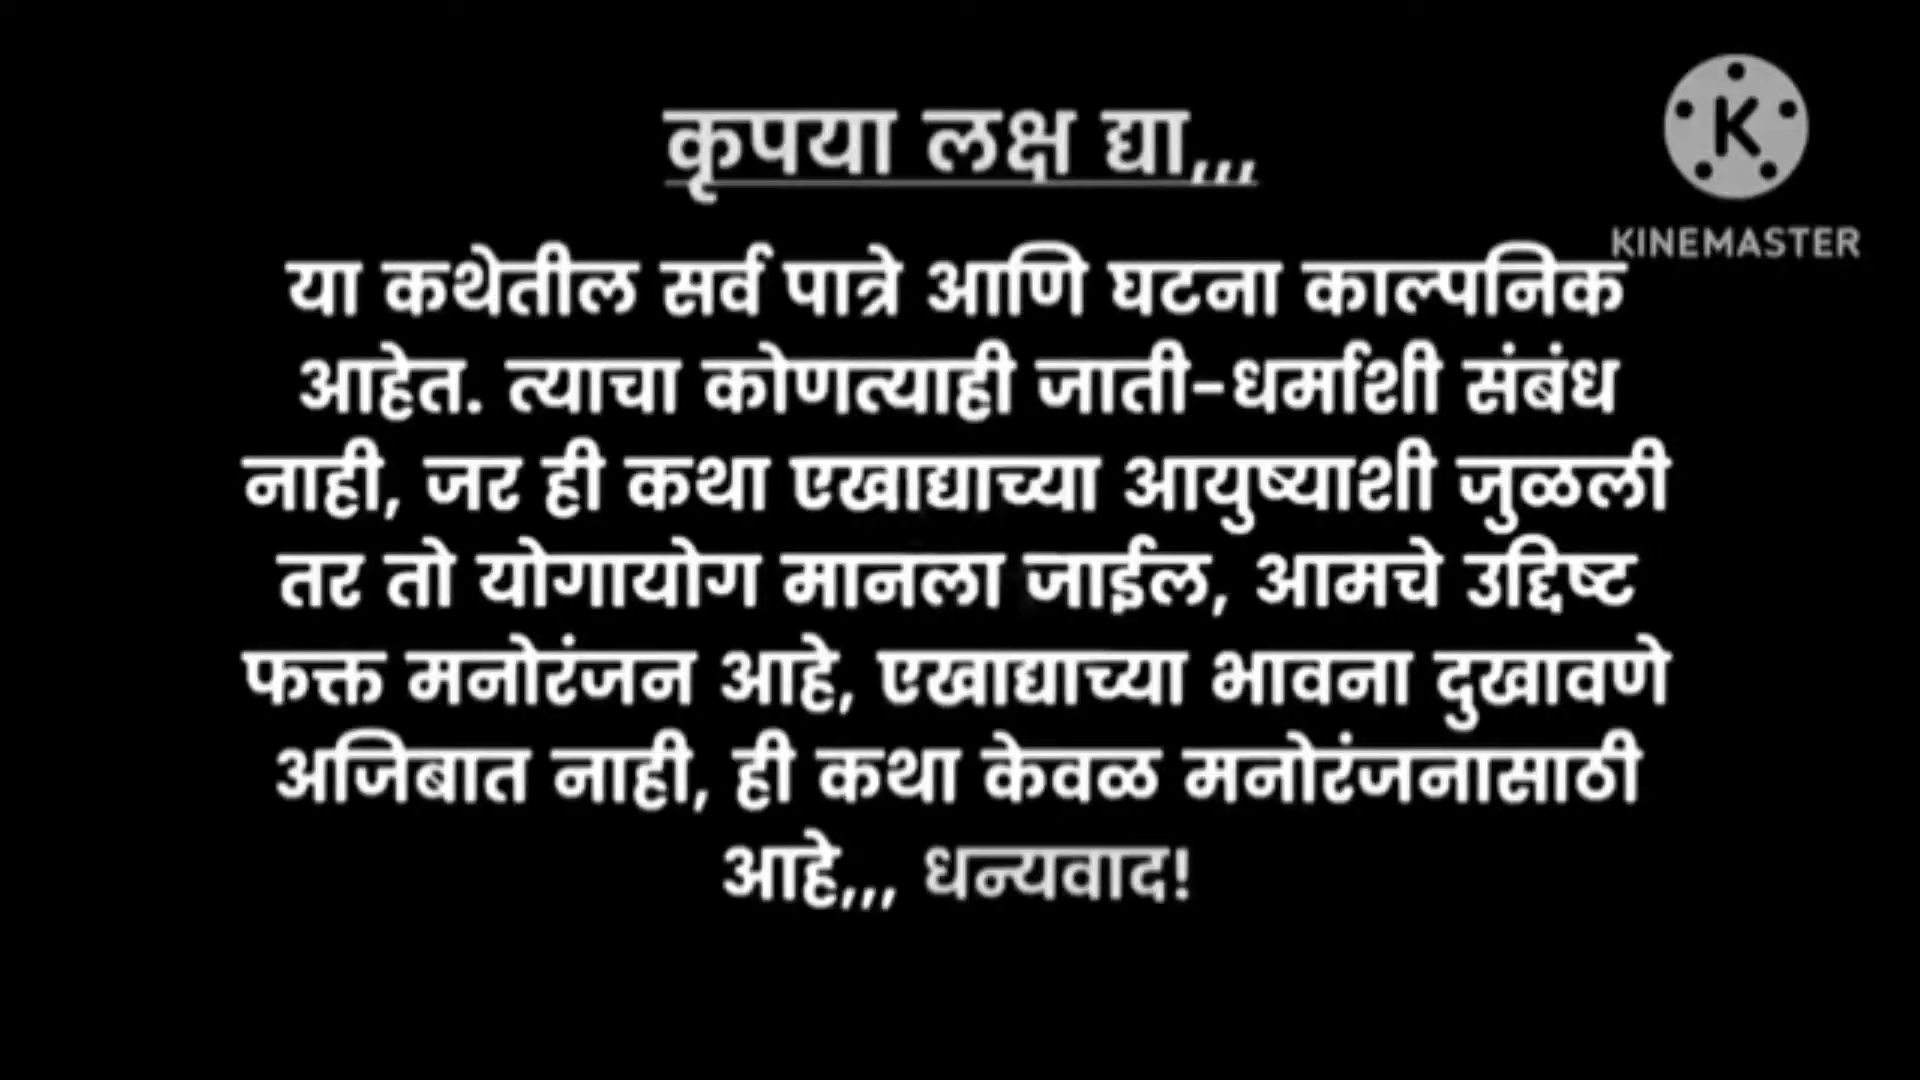 कृपया लक्ष द्या,,,
KINEMASTER
या कथेतील सर्व पात्रे आणि घटना काल्पनिक
आहेत. त्याचा कोणत्याही जाती-धर्माशी संबंध
नाही, जर ही कथा एखाद्याच्या आयुष्याशी जुळली
तर तो योगायोग मानला जाईल, आमचे उद्दिष्ट
फक्त मनोरंजन आहे, एखाद्याच्या भावना दुखावणे
अजिबात नाही, ही कथा केवळ मनोरंजनासाठी
आहे,,, धन्यवाद!